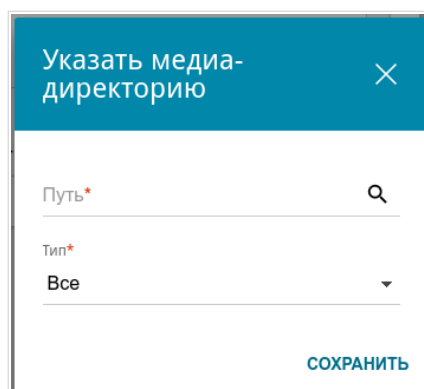 Указать медиа-
директорию
Путь*
Тип*
Все
СОХРАНИТЬ